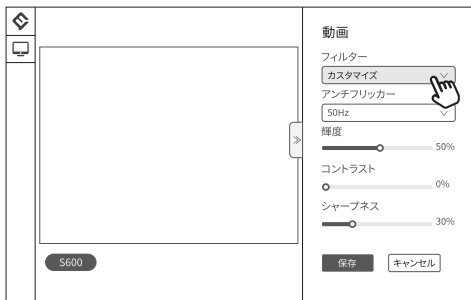 動画
フィルター
カスタマイズ
アンチフリッカー
50Hz
輝度
50%
コントラスト
0%
シャープネス
30%
保存
キャンセル
S600